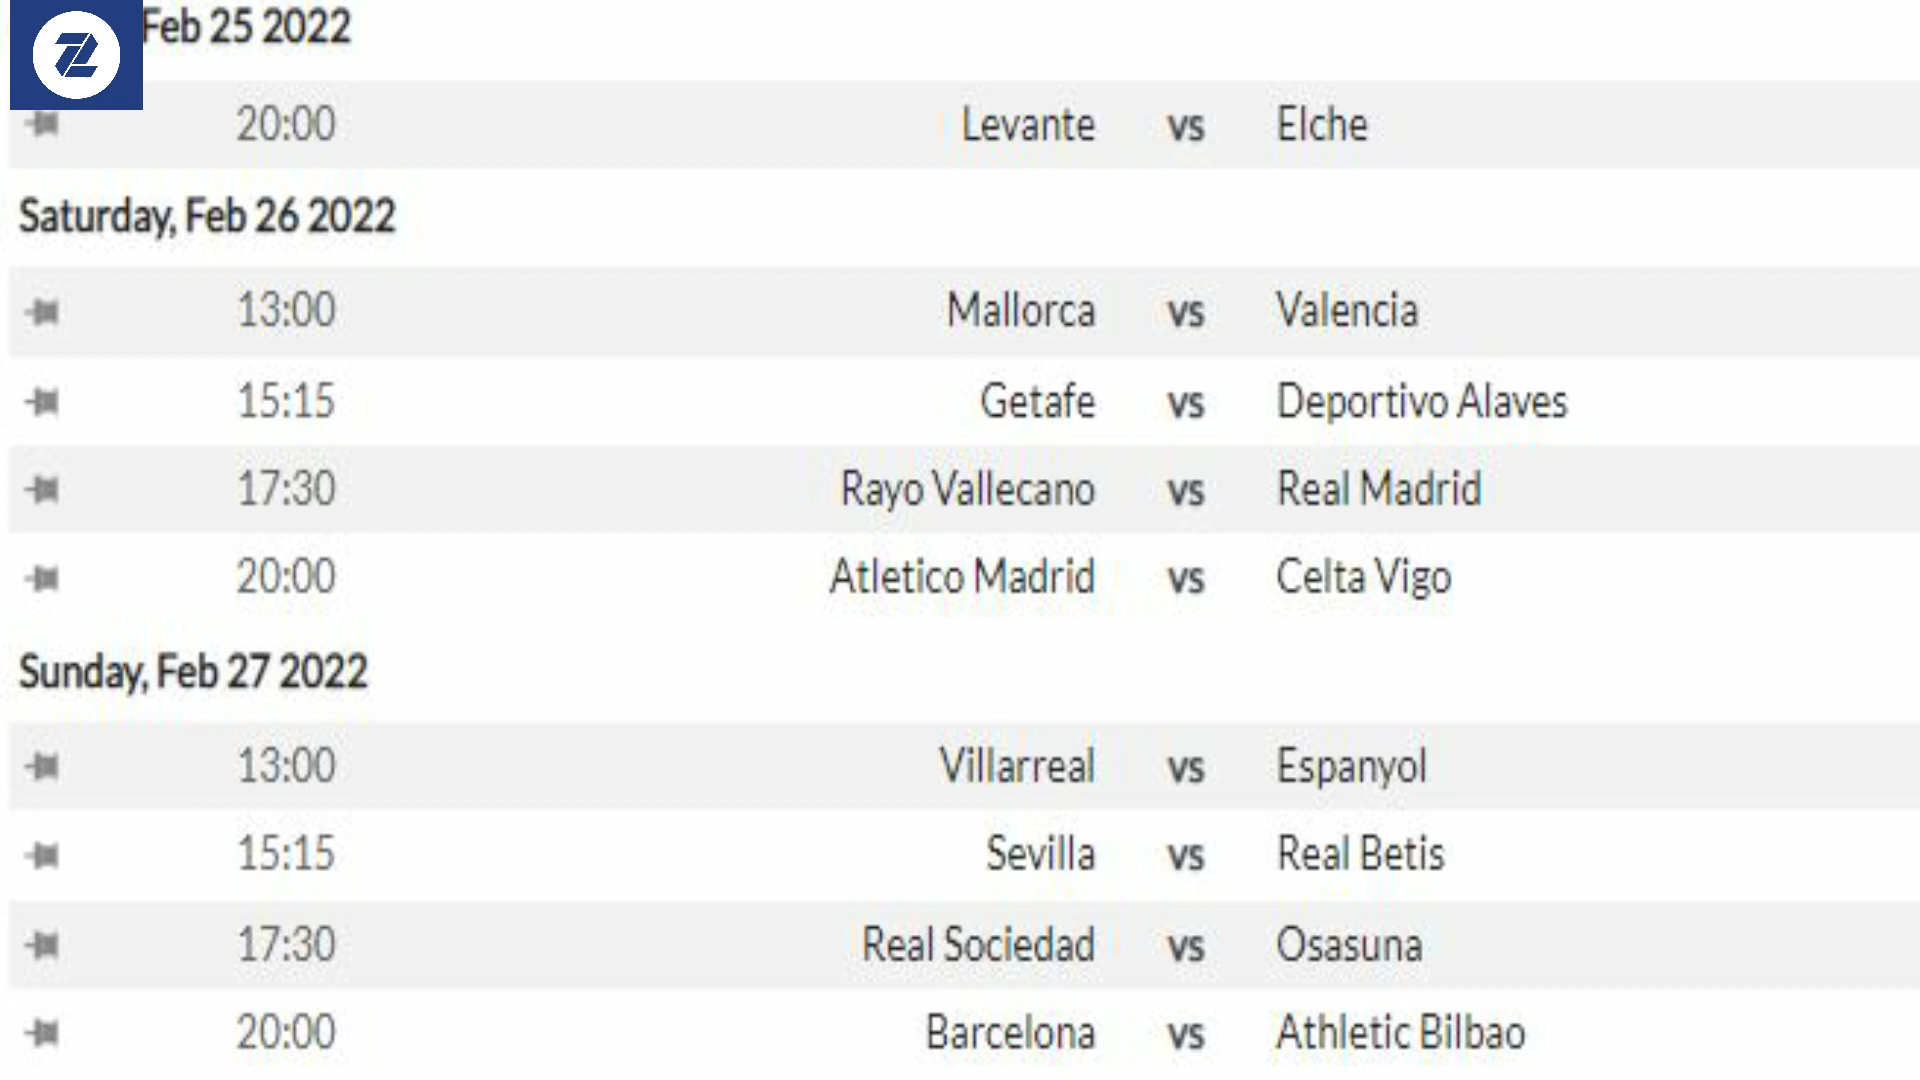 Feb 25 2022
20:00 Levante vs Elche
Saturday, Feb 26 2022
13:00 Mallorca vs Valencia
15:15 Getafe vs Deportivo Alaves
17:30 Rayo Vallecano vs Real Madrid
20:00 Atletico Madrid vs Celta Vigo
Sunday, Feb 27 2022
13:00 Villarreal vs Espanyol
15:15 Sevilla vs Real Betis
17:30 Real Sociedad vs Osasuna
20:00 Barcelona vs Athletic Bilbao